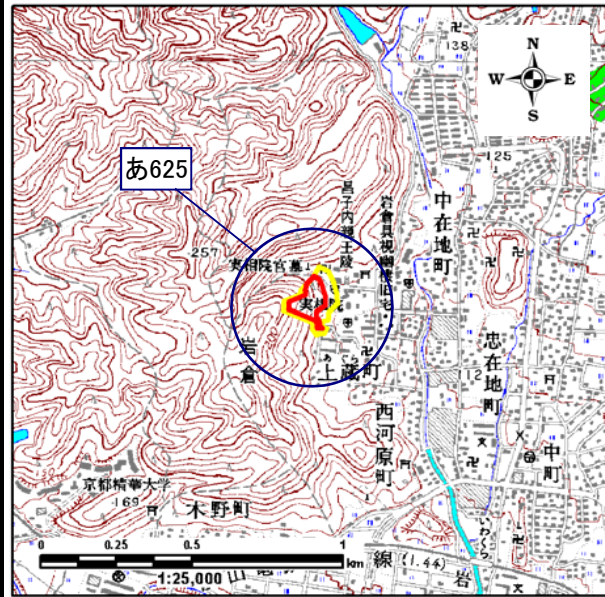 138
N
W E
S
125
あ625
中在地町
昌子内親王陵
岩倉具視幽棲旧宅
257
実相院宮墓
実相院
忠在地町
岩倉
あぐら
上蔵町
112
西河原町
中町
京都精華大学
169
木野町
いわくら
0 0.25 0.5 1
km
1:25,000
線
(1.44)
岩